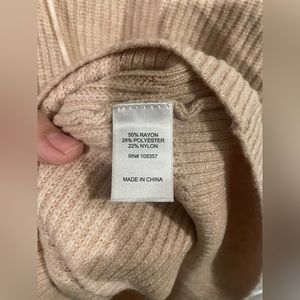 50% RAYON
28% POLYESTER
22% NYLON
RN# 108357
MADE IN CHINA